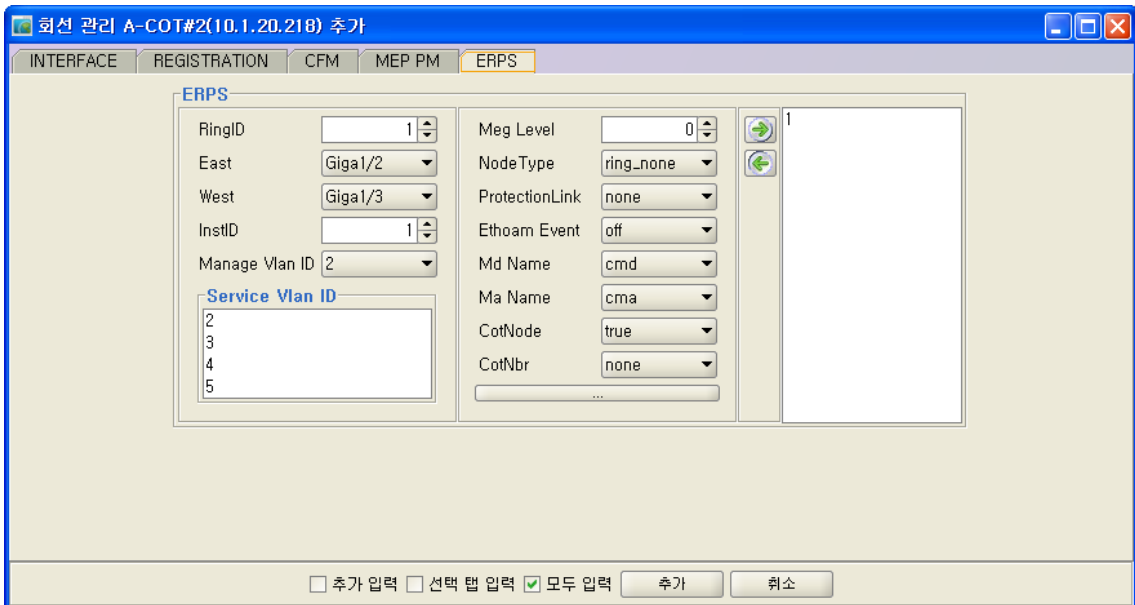 회선 관리 A-COT#2(10.1.20.218) 추가
INTERFACE REGISTRATION CFM MEP PM ERPS
ERPS
RingID 1
East Giga1/2
West Giga1/3
InstID 1
Manage Vlan ID 2
Service Vlan ID
2
3
4
5
Meg Level 0
NodeType ring_none
ProtectionLink none
Ethoam Event off
Md Name cmd
Ma Name cma
CotNode true
CotNbr none
...
1
추가 입력 선택 탭 입력 모두 입력 추가 취소